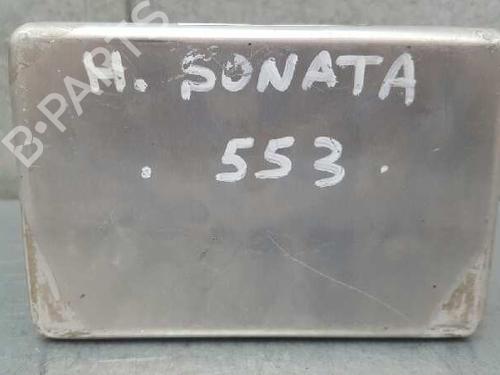 H. SONATA
. 553.
B-PARTS